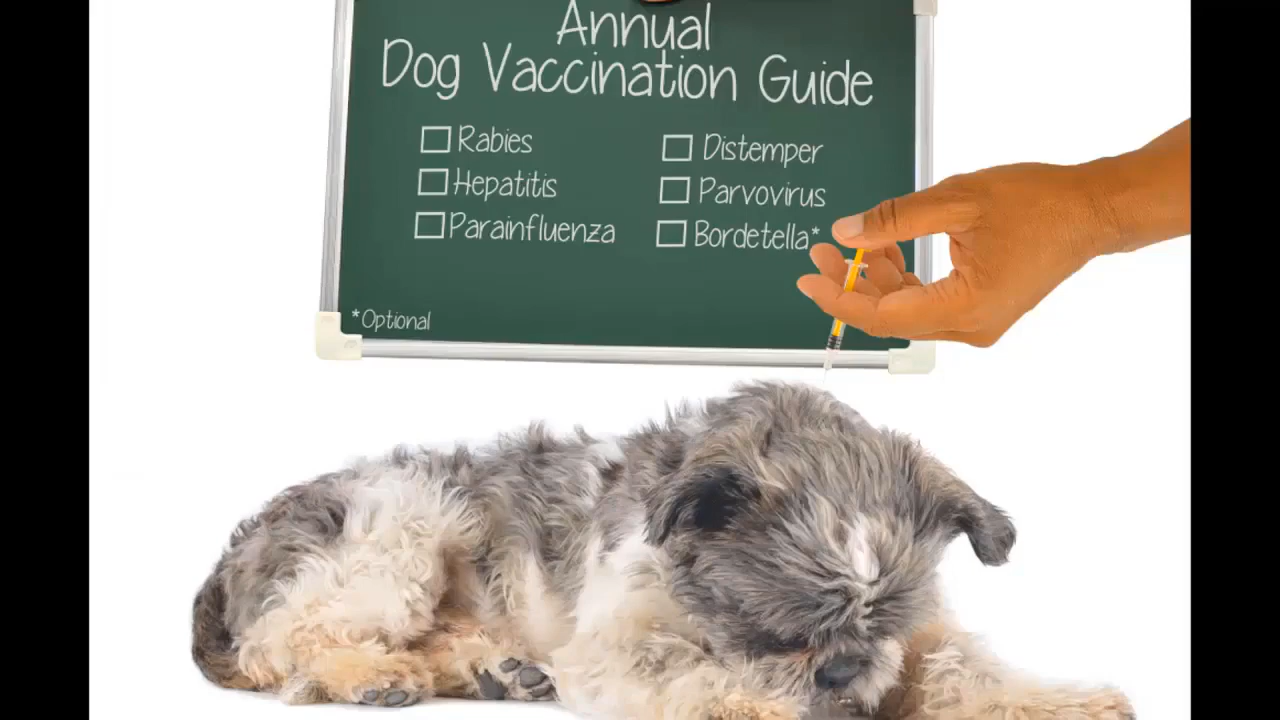 Annual
Dog Vaccination Guide
Rabies
Distemper
Hepatitis
Parvovirus
Parainfluenza
Bordetella*
*Optional